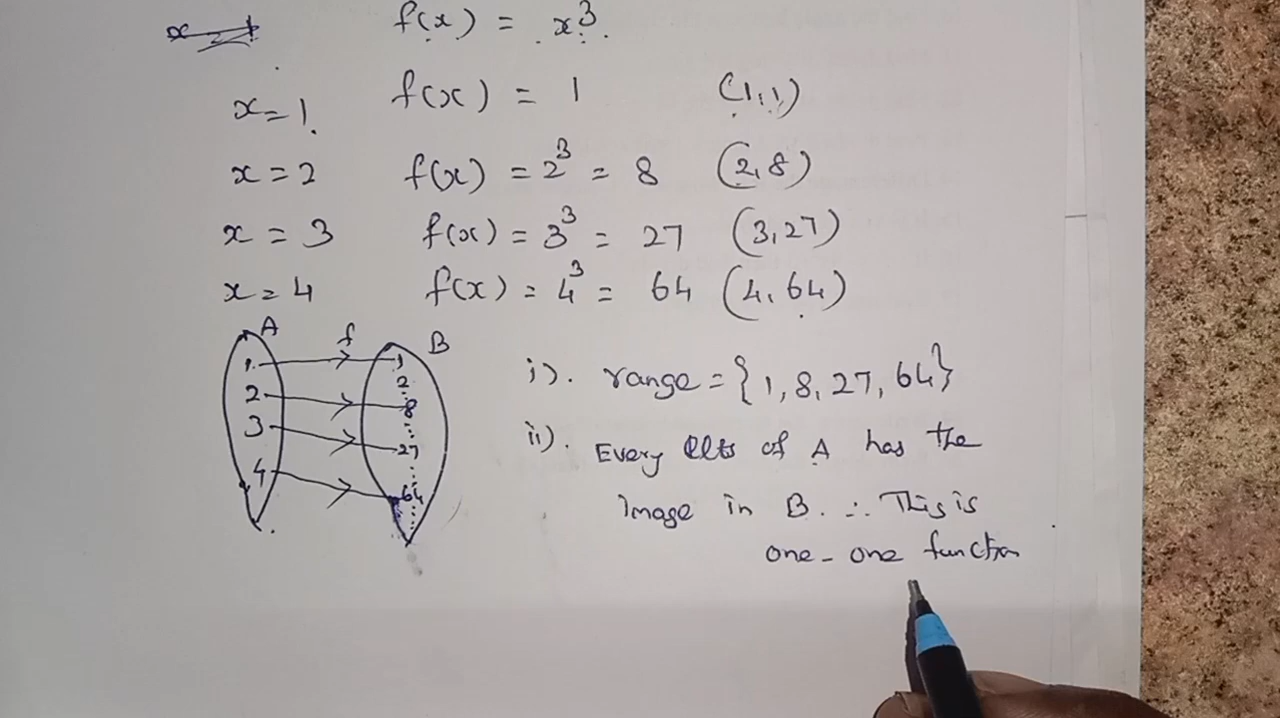 f(x) = x³
x=1 f(x) = 1 (1,1)
x=2 f(x) = 2³ = 8 (2,8)
x = 3 f(x) = 3³ = 27 (3,27)
x=4 f(x) = 4³ = 64 (4,64)
A f B
1 1
2 2
8
3 27
4 64
i). range = {1, 8, 27, 64}
ii). Every elts of A has the
Image in B. ∴ This is
one - one function